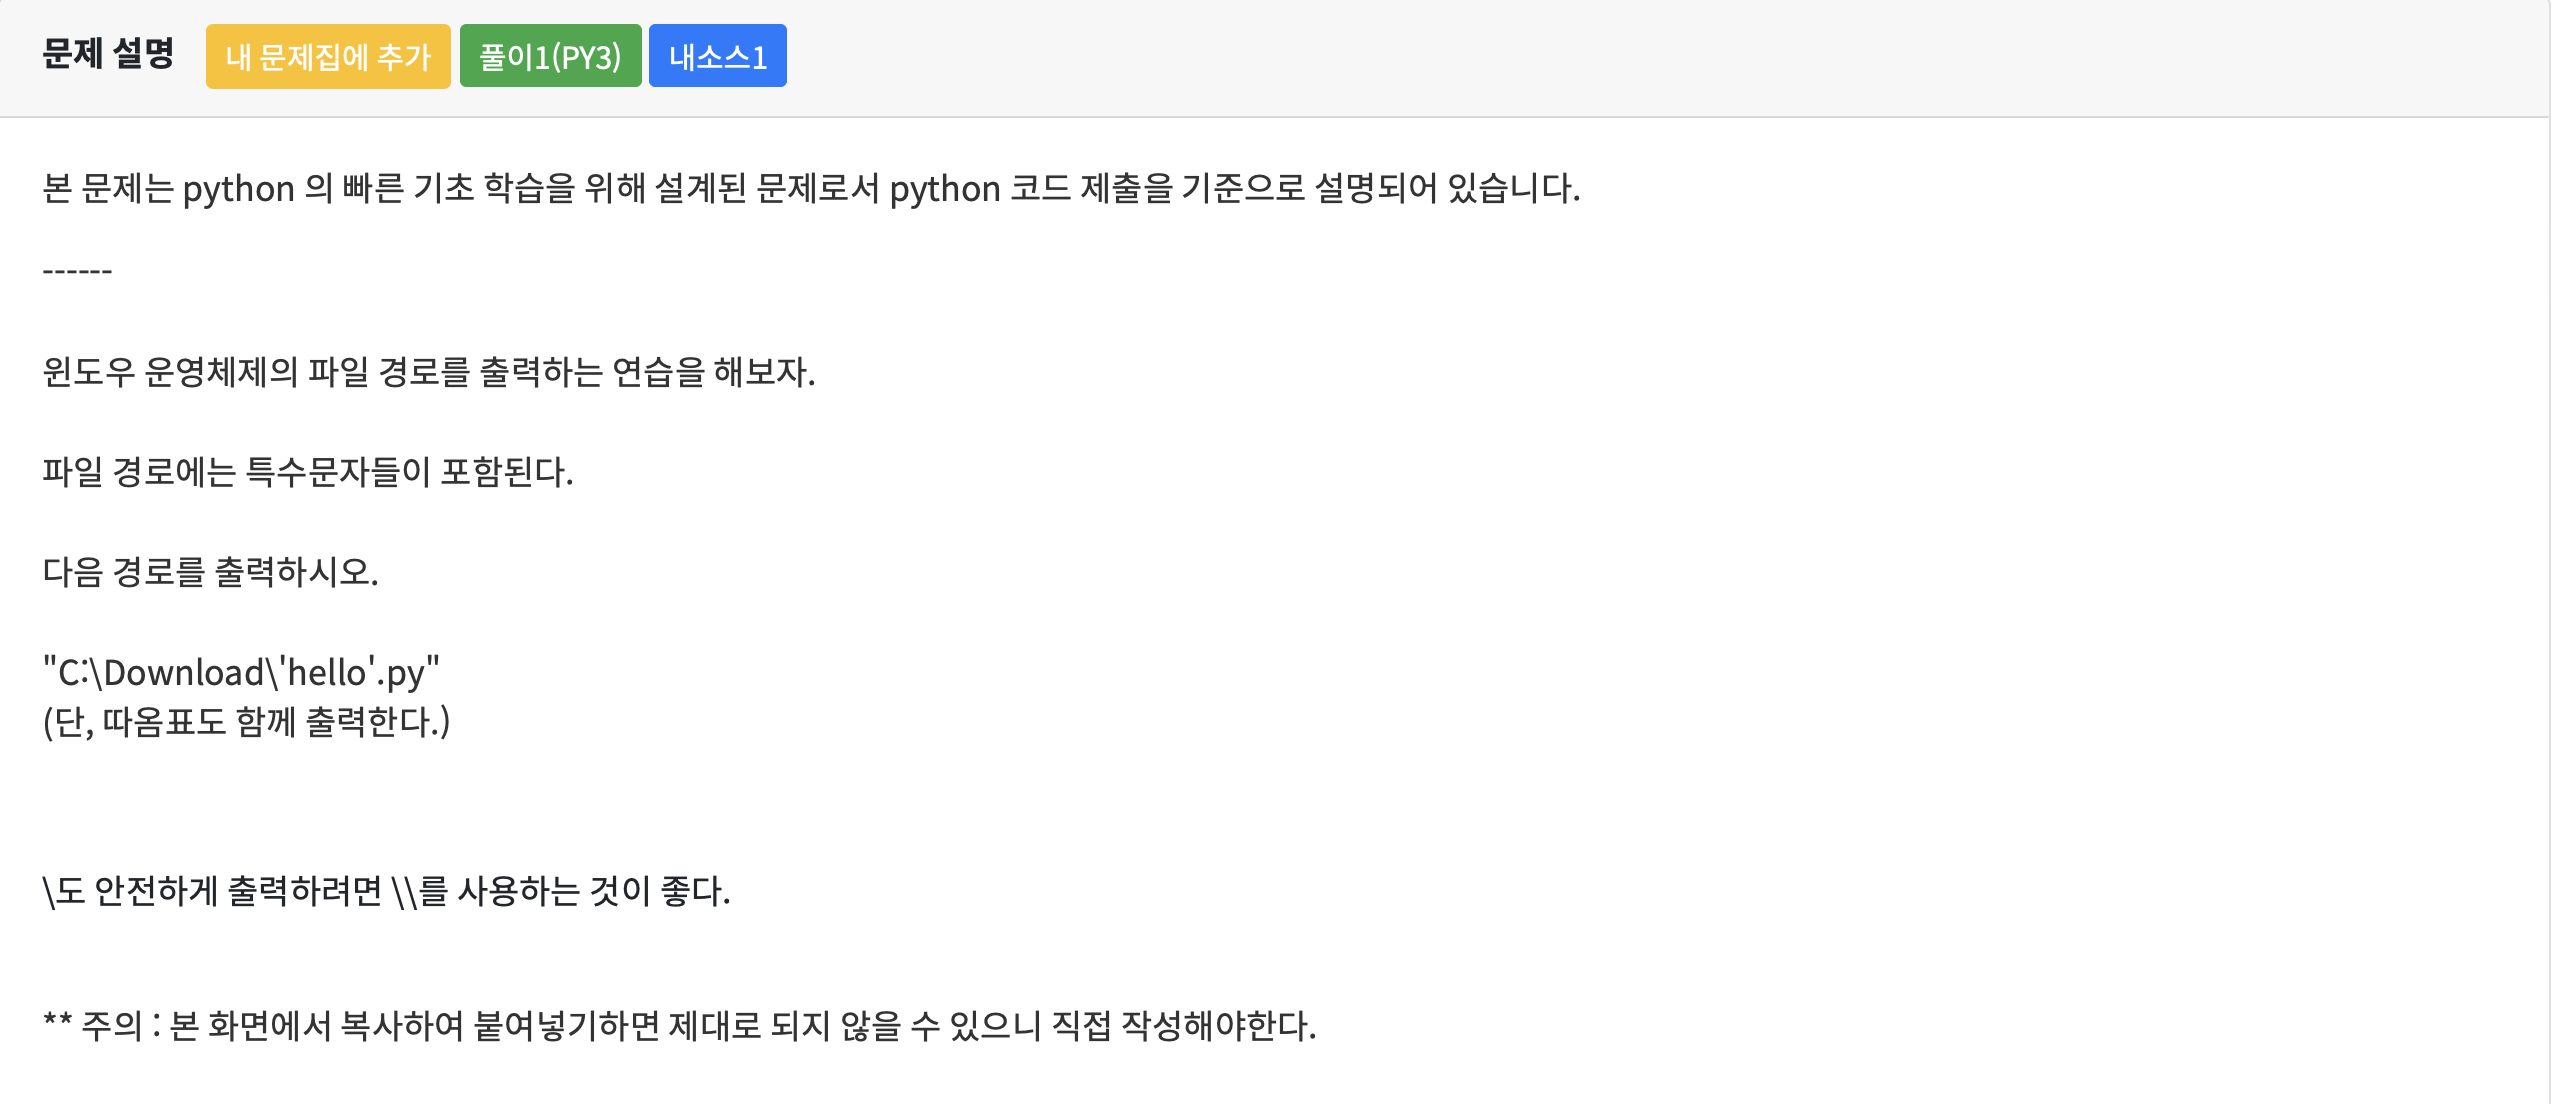 문제 설명
내 문제집에 추가
풀이1(PY3)
내소스1
본 문제는 python 의 빠른 기초 학습을 위해 설계된 문제로서 python 코드 제출을 기준으로 설명되어 있습니다.
------
윈도우 운영체제의 파일 경로를 출력하는 연습을 해보자.
파일 경로에는 특수문자들이 포함된다.
다음 경로를 출력하시오.
"C:\Download\'hello'.py"
(단, 따옴표도 함께 출력한다.)
\도 안전하게 출력하려면 \\를 사용하는 것이 좋다.
** 주의 : 본 화면에서 복사하여 붙여넣기하면 제대로 되지 않을 수 있으니 직접 작성해야한다.